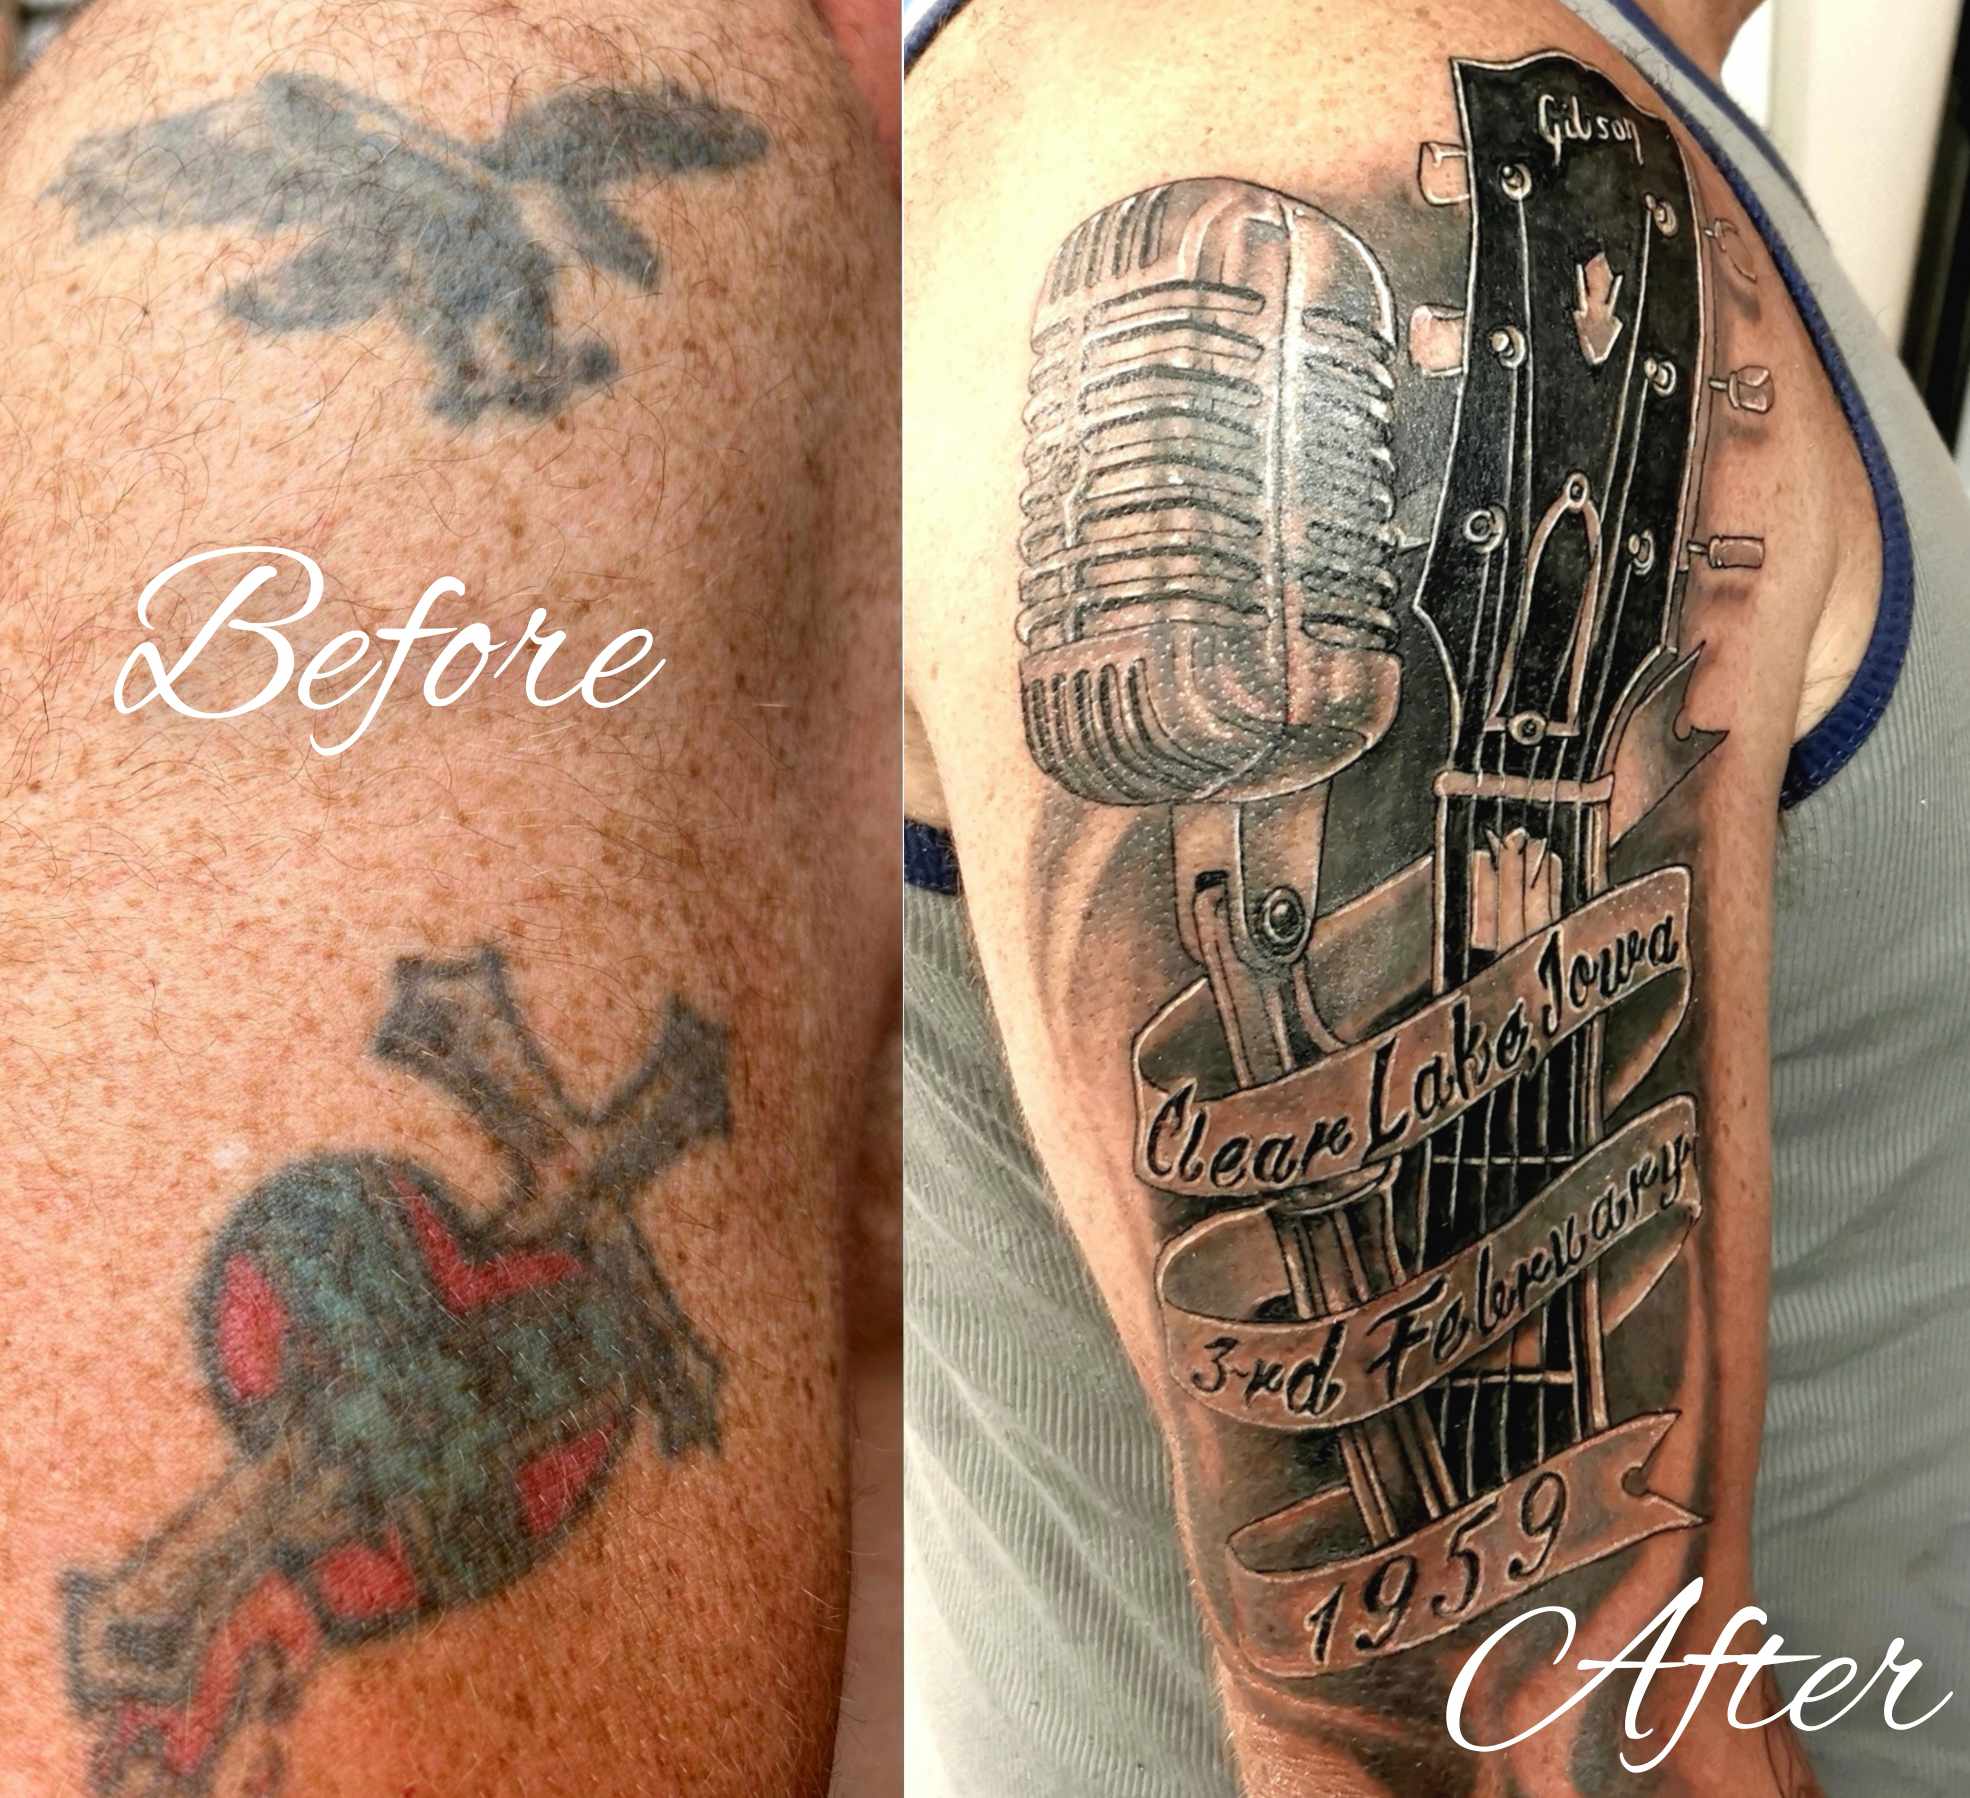 Before
Gibson
Clear Lake, Iowa
3-rd February
1959
After